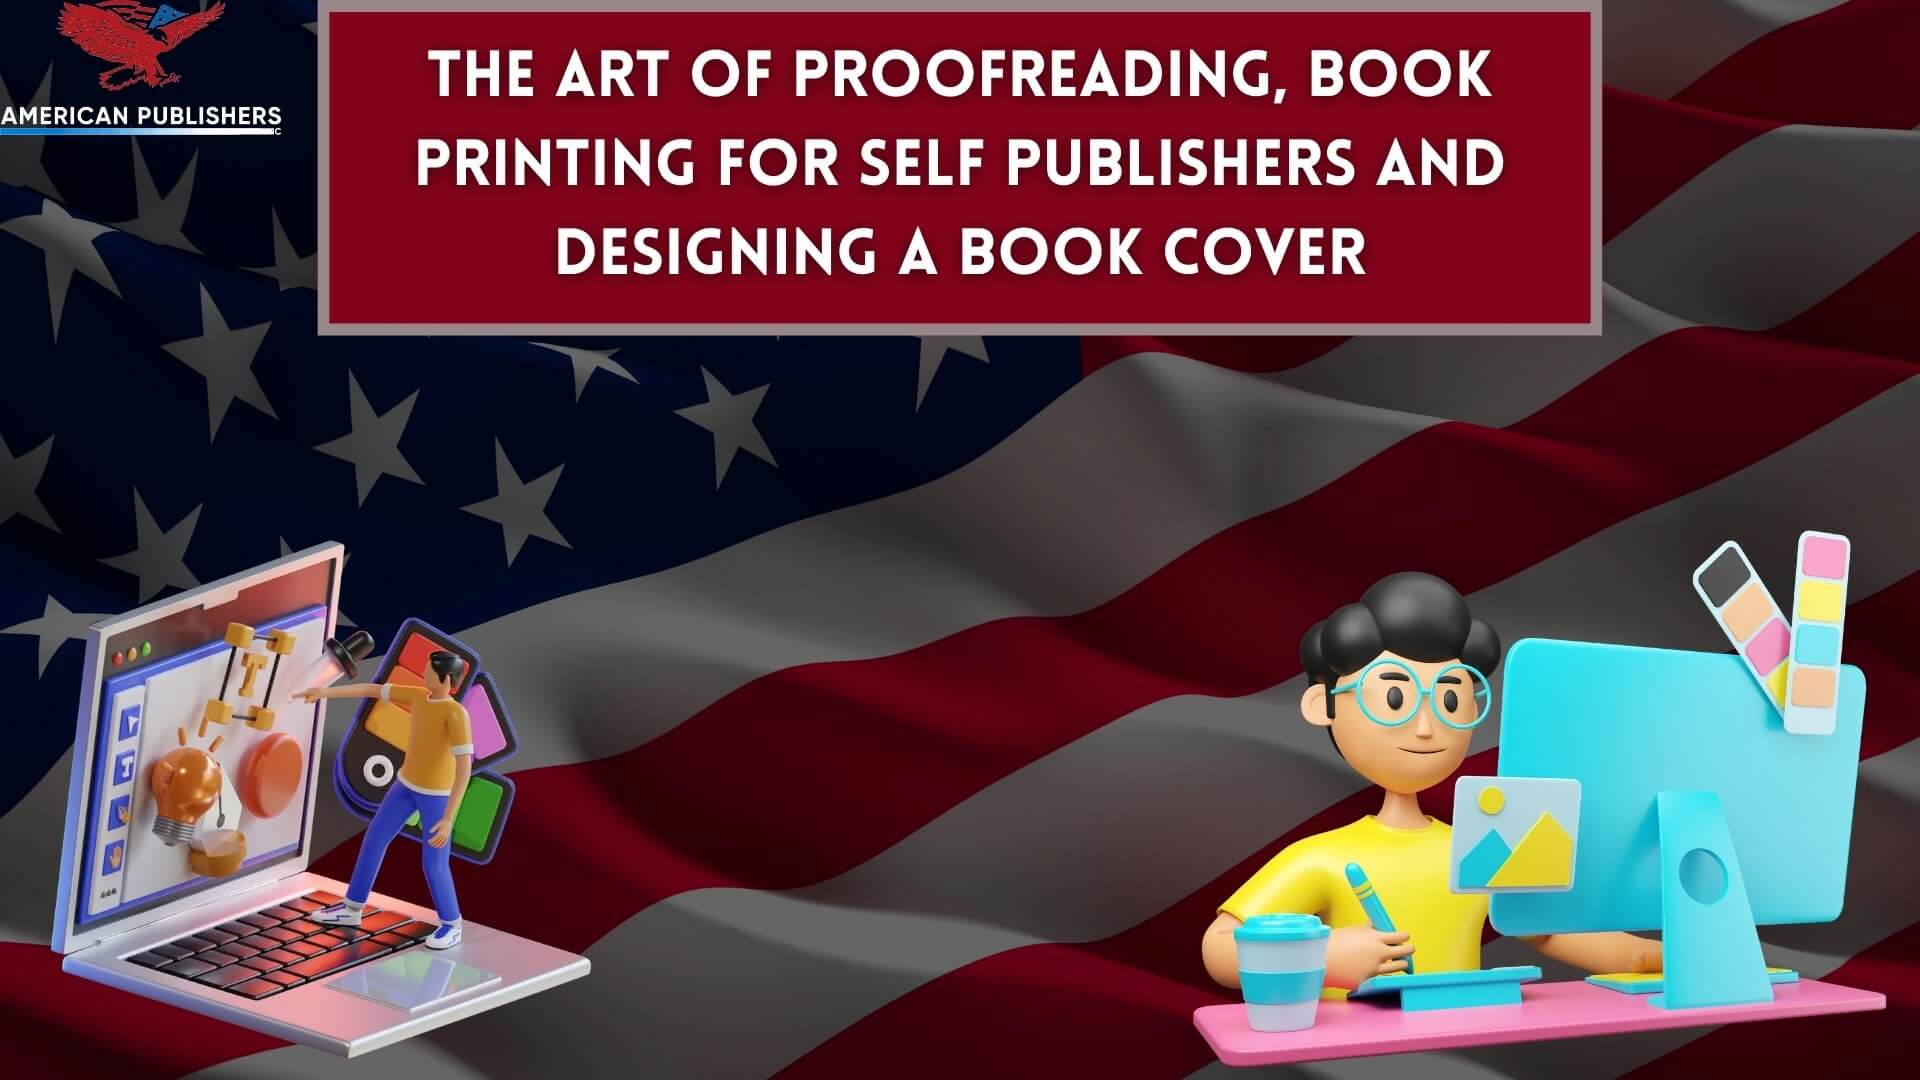 AMERICAN PUBLISHERS
THE ART OF PROOFREADING, BOOK
PRINTING FOR SELF PUBLISHERS AND
DESIGNING A BOOK COVER
T
T